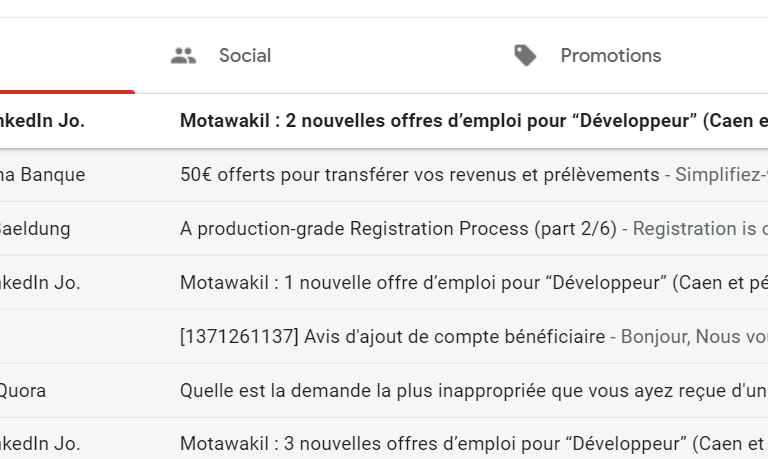 Social
Promotions
nkedIn Jo. Motawakil : 2 nouvelles offres d’emploi pour “Développeur” (Caen e
na Banque 50€ offerts pour transférer vos revenus et prélèvements - Simplifiez-
Baeldung A production-grade Registration Process (part 2/6) - Registration is
nkedIn Jo. Motawakil : 1 nouvelle offre d’emploi pour “Développeur” (Caen et pé
[1371261137] Avis d'ajout de compte bénéficiaire - Bonjour, Nous vo
Quora Quelle est la demande la plus inappropriée que vous ayez reçue d'un
nkedIn Jo. Motawakil : 3 nouvelles offres d’emploi pour “Développeur” (Caen et